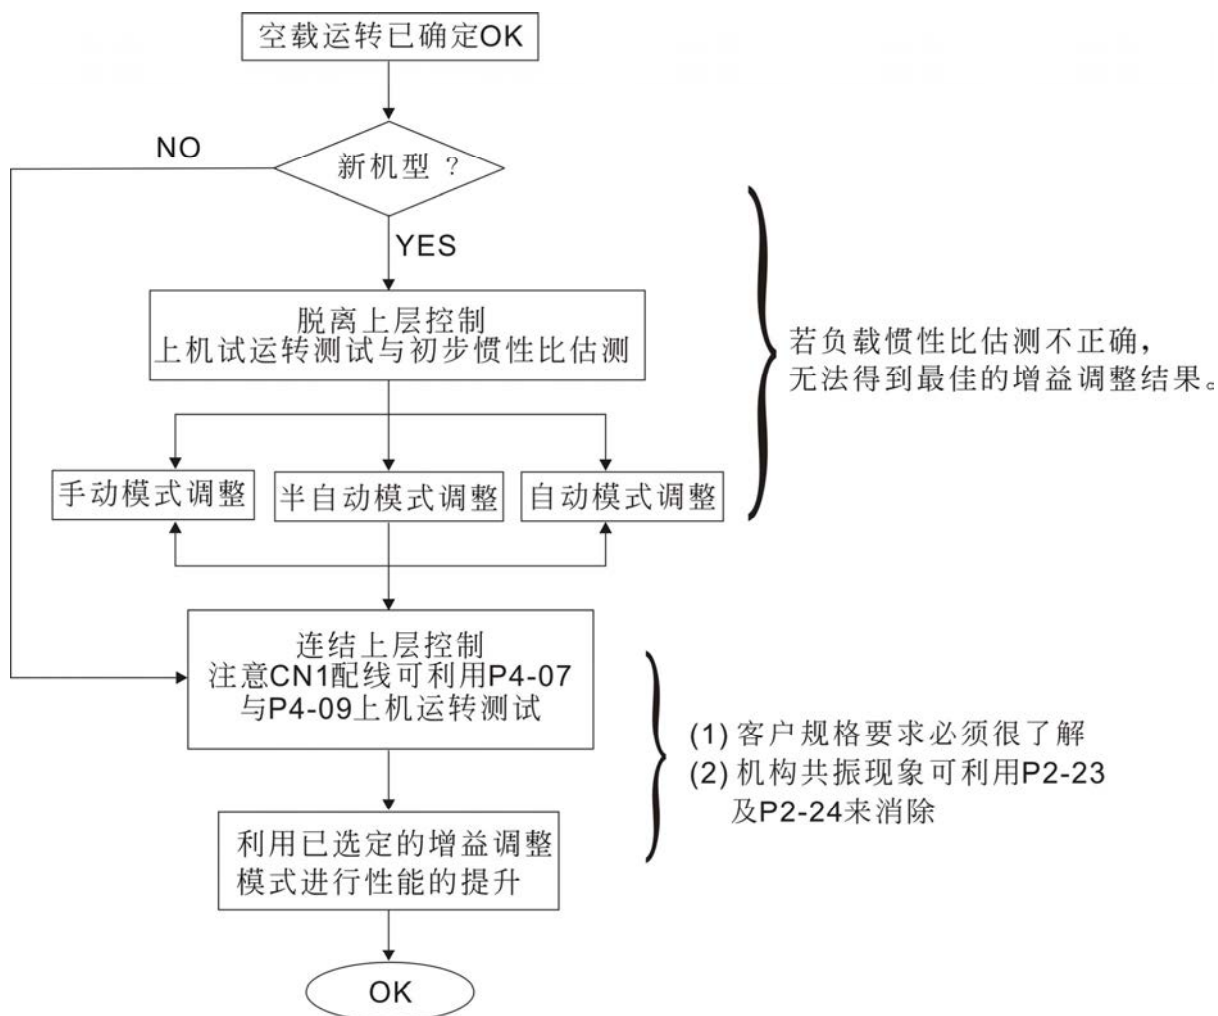 空载运转已确定OK
NO
新机型 ?
YES
脱离上层控制
上机试运转测试与初步惯性比估测
若负载惯性比估测不正确，
无法得到最佳的增益调整结果。
手动模式调整
半自动模式调整
自动模式调整
连结上层控制
注意CN1配线可利用P4-07
与P4-09上机运转测试
(1) 客户规格要求必须很了解
(2) 机构共振现象可利用P2-23
及P2-24来消除
利用已选定的增益调整
模式进行性能的提升
OK